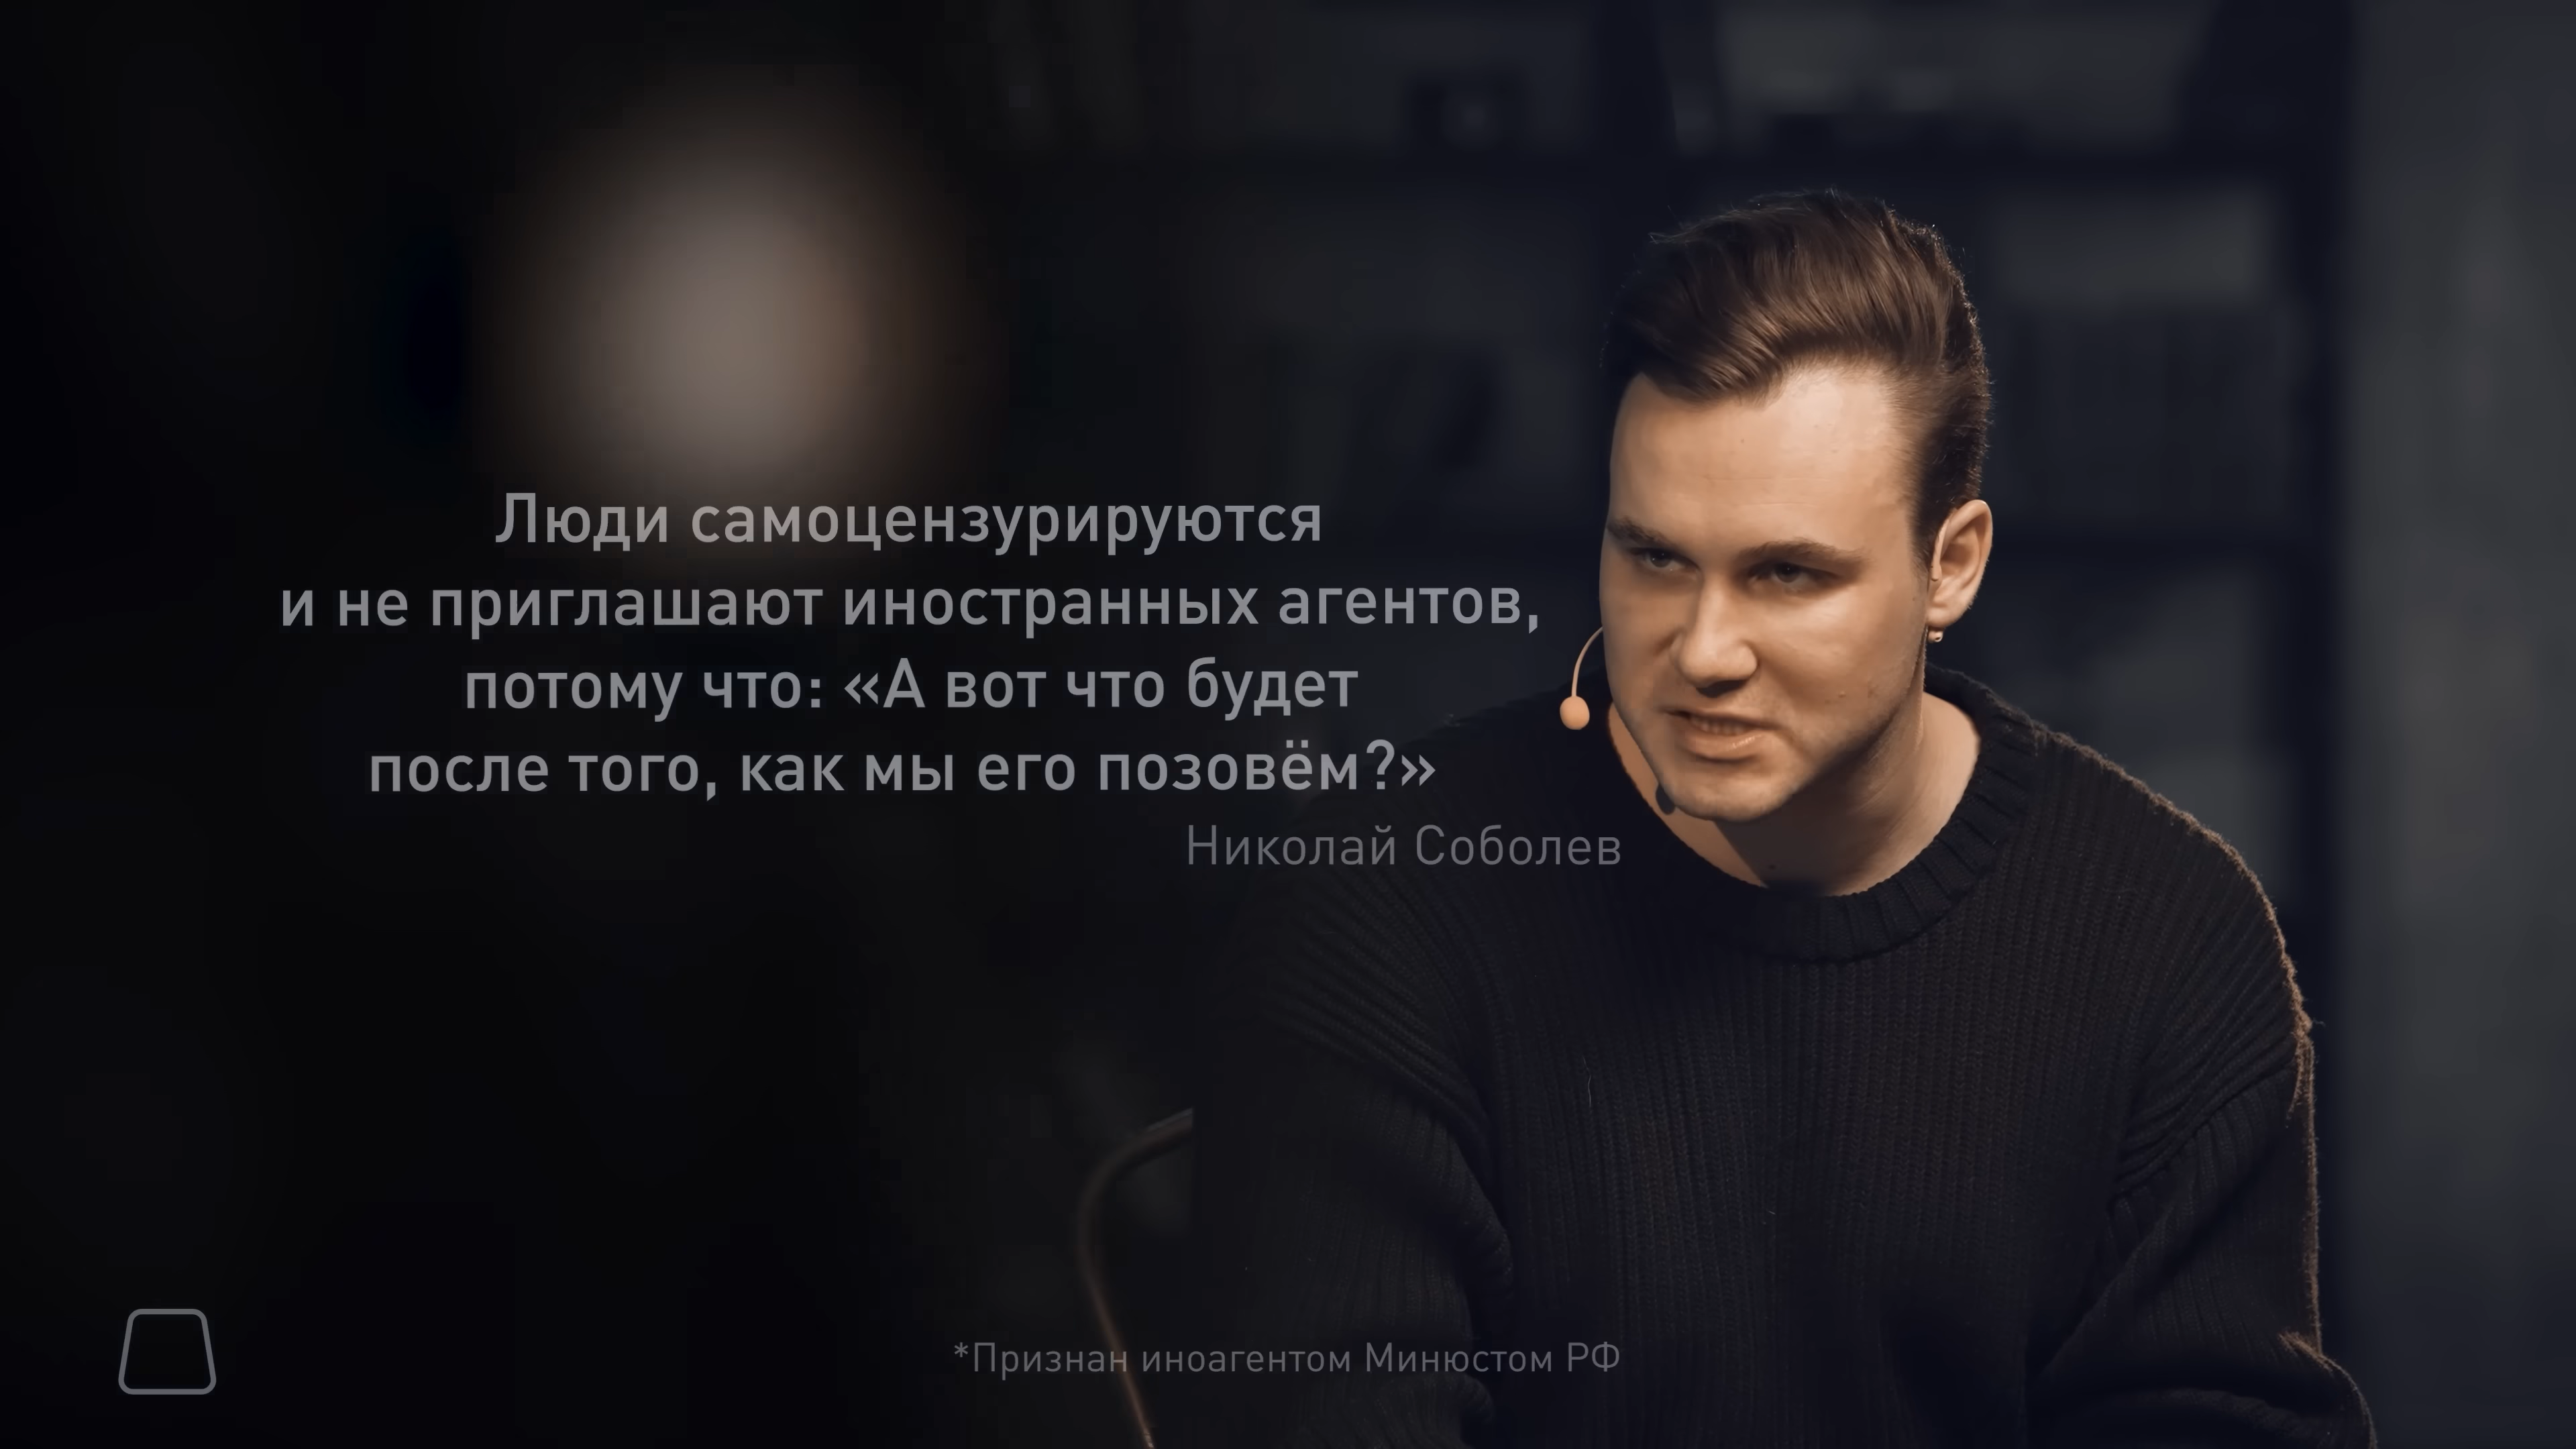 Люди самоцензурируются
и не приглашают иностранных агентов,
потому что: «А вот что будет
после того, как мы его позовём?»
Николай Соболев
*Признан иноагентом Минюстом РФ